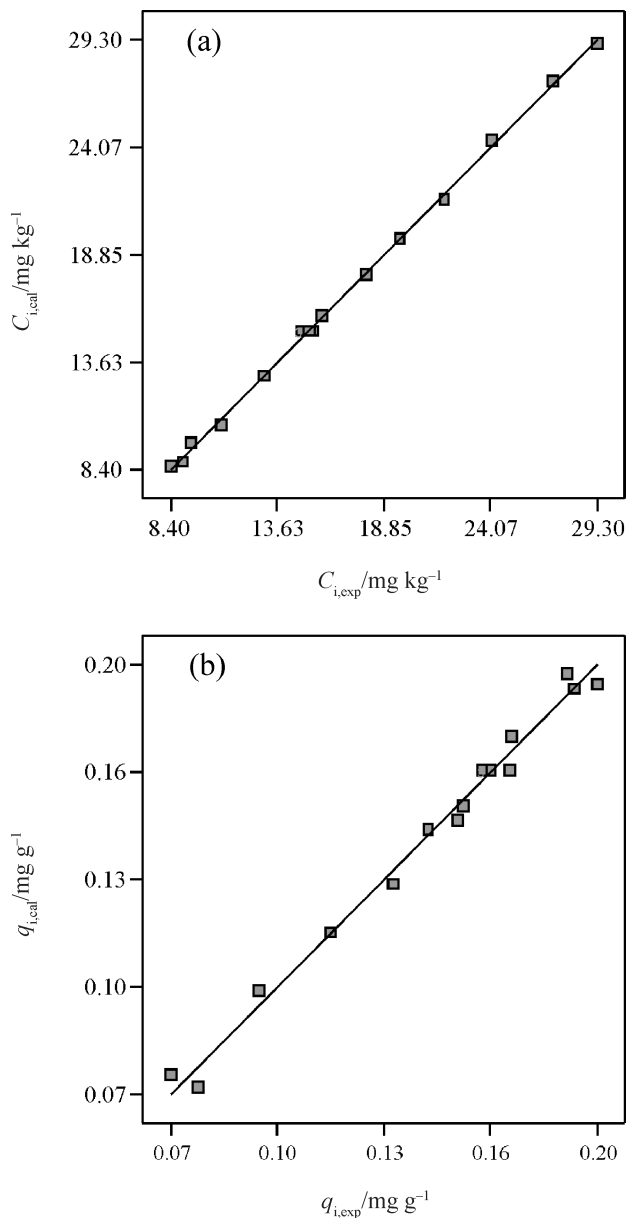 (a)
29.30
24.07
18.85
13.63
8.40
C_i,cal/mg kg⁻¹
8.40 13.63 18.85 24.07 29.30
C_i,exp/mg kg⁻¹
(b)
0.20
0.16
0.13
0.10
0.07
q_i,cal/mg g⁻¹
0.07 0.10 0.13 0.16 0.20
q_i,exp/mg g⁻¹